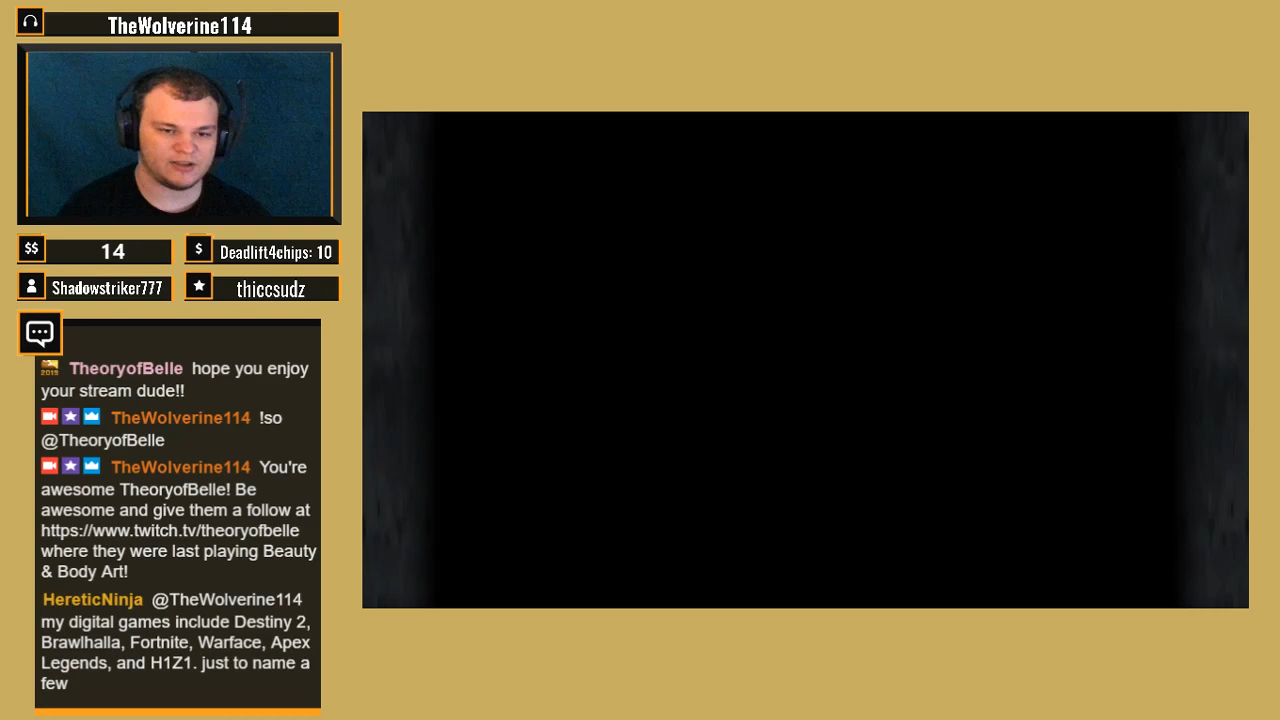 TheWolverine114
$$ 14
$ Deadlift4chips: 10
Shadowstriker777
thiccsudz
2015 TheoryofBelle hope you enjoy
your stream dude!!
TheWolverine114 !so
@TheoryofBelle
TheWolverine114 You're
awesome TheoryofBelle! Be
awesome and give them a follow at
https://www.twitch.tv/theoryofbelle
where they were last playing Beauty
& Body Art!
HereticNinja @TheWolverine114
my digital games include Destiny 2,
Brawlhalla, Fortnite, Warface, Apex
Legends, and H1Z1. just to name a
few